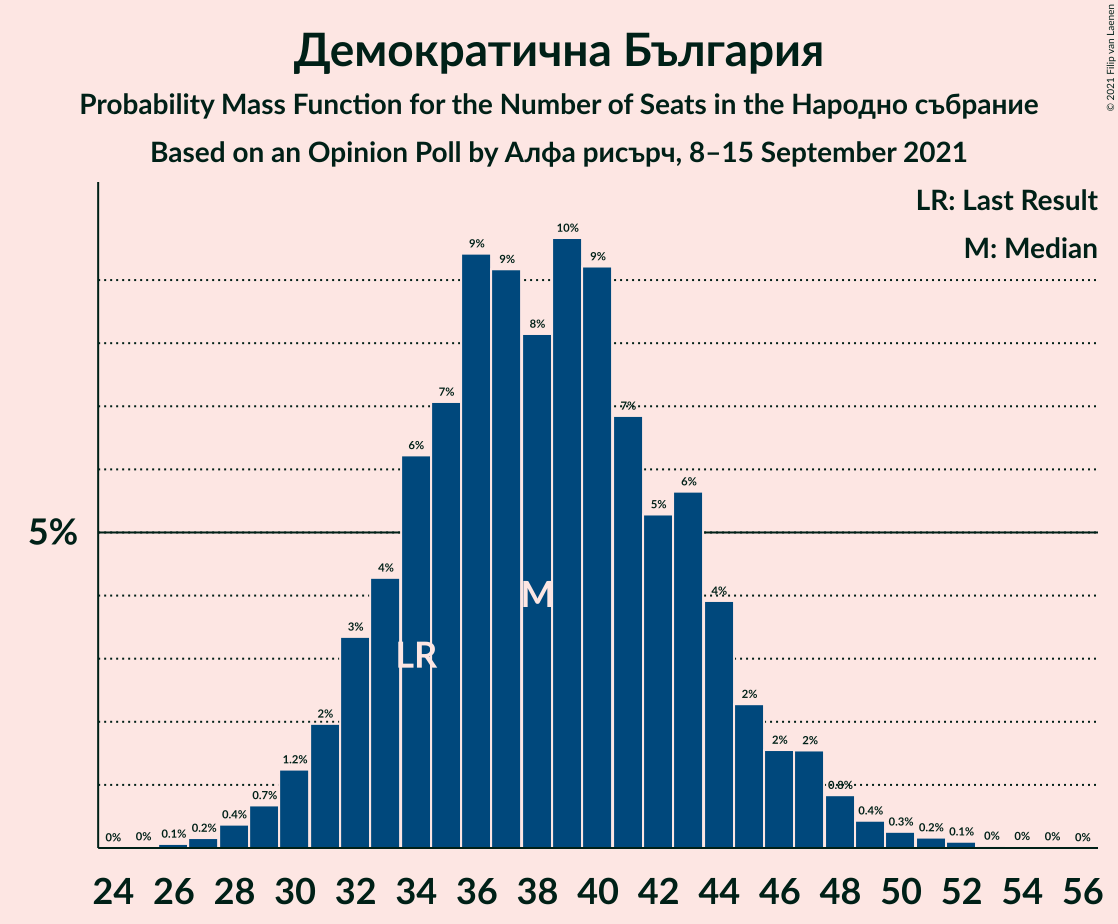 Демократична България
Probability Mass Function for the Number of Seats in the Народно събрание
Based on an Opinion Poll by Алфа рисърч, 8–15 September 2021
© 2021 Filip van Laenen
LR: Last Result
M: Median
5%
0% 0% 0.1% 0.2% 0.4% 0.7% 1.2% 2% 3% 4% 6% 7% 9% 9% 8% 10% 9% 7% 5% 6% 4% 2% 2% 2% 0.8% 0.4% 0.3% 0.2% 0.1% 0% 0% 0% 0%
M
LR
24 26 28 30 32 34 36 38 40 42 44 46 48 50 52 54 56